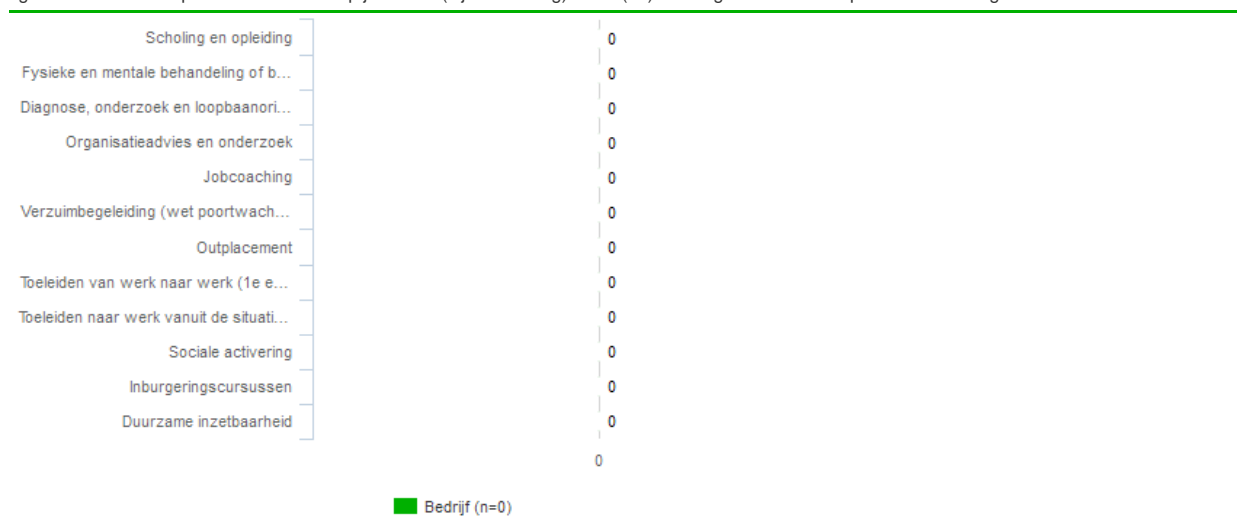 Scholing en opleiding 0
Fysieke en mentale behandeling of b... 0
Diagnose, onderzoek en loopbaanori... 0
Organisatieadvies en onderzoek 0
Jobcoaching 0
Verzuimbegeleiding (wet poortwach... 0
Outplacement 0
Toeleiden van werk naar werk (1e e... 0
Toeleiden naar werk vanuit de situati... 0
Sociale activering 0
Inburgeringscursussen 0
Duurzame inzetbaarheid 0
0
Bedrijf (n=0)